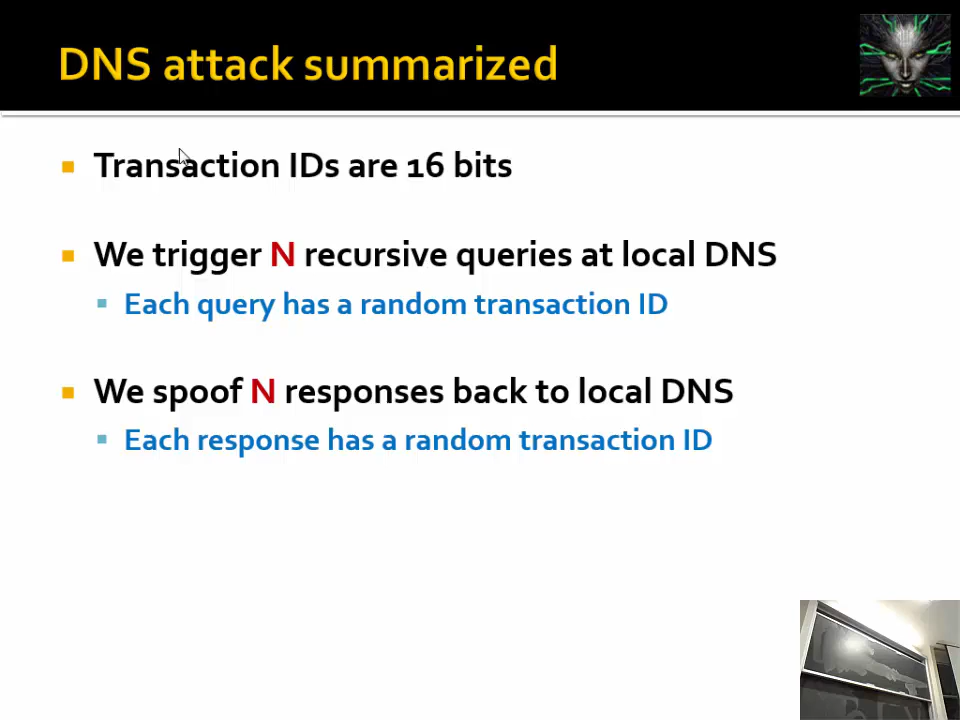 DNS attack summarized
Transaction IDs are 16 bits
We trigger N recursive queries at local DNS
Each query has a random transaction ID
We spoof N responses back to local DNS
Each response has a random transaction ID